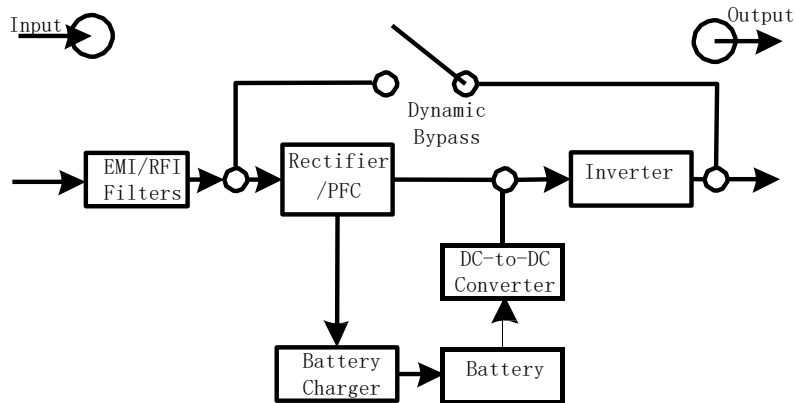 Input
Output
Dynamic
Bypass
EMI/RFI
Filters
Rectifier
/PFC
Inverter
DC-to-DC
Converter
Battery
Charger
Battery